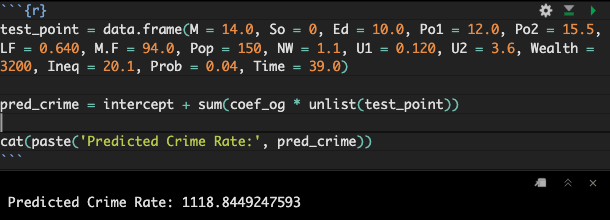 ```{r}
test_point = data.frame(M = 14.0, So = 0, Ed = 10.0, Po1 = 12.0, Po2 = 15.5,
LF = 0.640, M.F = 94.0, Pop = 150, NW = 1.1, U1 = 0.120, U2 = 3.6, Wealth =
3200, Ineq = 20.1, Prob = 0.04, Time = 39.0)
pred_crime = intercept + sum(coef_og * unlist(test_point))
cat(paste('Predicted Crime Rate:', pred_crime))
```
Predicted Crime Rate: 1118.8449247593